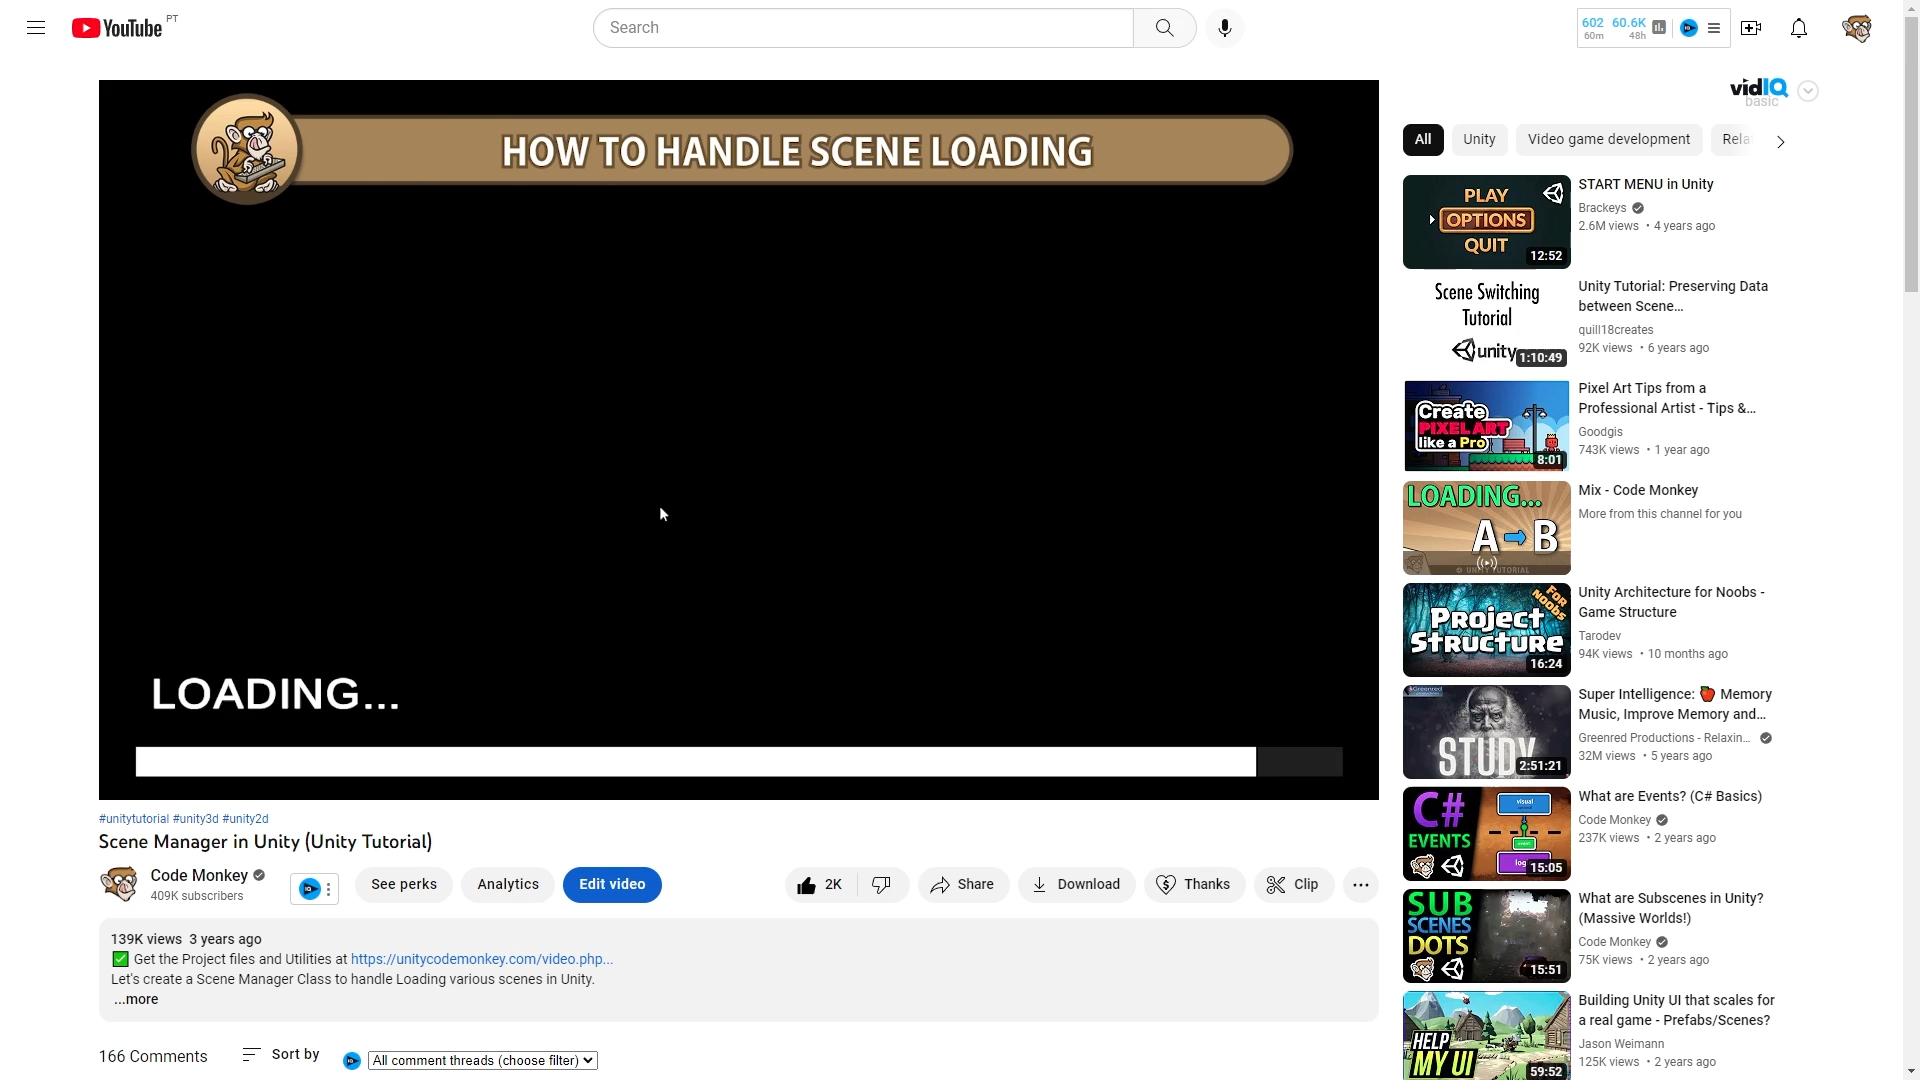 YouTube PT
Search
602 60.6K
60m 48h
HOW TO HANDLE SCENE LOADING
LOADING...
#unitytutorial #unity3d #unity2d
Scene Manager in Unity (Unity Tutorial)
Code Monkey
409K subscribers
See perks
Analytics
Edit video
2K
Share
Download
Thanks
Clip
139K views 3 years ago
✅ Get the Project files and Utilities at https://unitycodemonkey.com/video.php...
Let's create a Scene Manager Class to handle Loading various scenes in Unity.
...more
166 Comments
Sort by
All comment threads (choose filter)
vidIQ
basic
All
Unity
Video game development
Rela
PLAY
OPTIONS
QUIT
12:52
START MENU in Unity
Brackeys
2.6M views • 4 years ago
Scene Switching
Tutorial
unity
1:10:49
Unity Tutorial: Preserving Data
between Scene...
quill18creates
92K views • 6 years ago
Create
PIXEL ART
like a Pro
8:01
Pixel Art Tips from a
Professional Artist - Tips &...
Goodgis
743K views • 1 year ago
LOADING...
A B
UNITY TUTORIAL
Mix - Code Monkey
More from this channel for you
FOR
NOOBS
Project
Structure
16:24
Unity Architecture for Noobs -
Game Structure
Tarodev
94K views • 10 months ago
STUDY
2:51:21
Super Intelligence: 🍎 Memory
Music, Improve Memory and...
Greenred Productions - Relaxin...
32M views • 5 years ago
C#
EVENTS
visual
15:05
What are Events? (C# Basics)
Code Monkey
237K views • 2 years ago
SUB
SCENES
DOTS
15:51
What are Subscenes in Unity?
(Massive Worlds!)
Code Monkey
75K views • 2 years ago
HELP
MY UI
59:52
Building Unity UI that scales for
a real game - Prefabs/Scenes?
Jason Weimann
125K views • 2 years ago